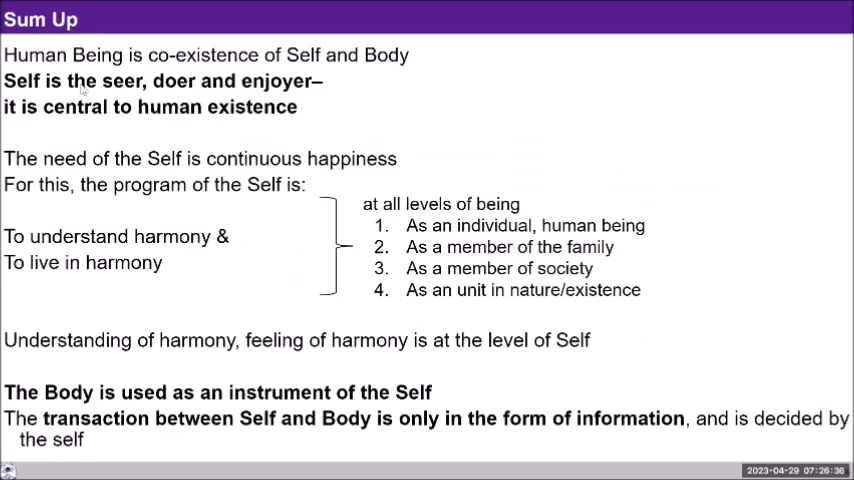 Sum Up
Human Being is co-existence of Self and Body
Self is the seer, doer and enjoyer–
it is central to human existence
The need of the Self is continuous happiness
For this, the program of the Self is:
To understand harmony &
To live in harmony
at all levels of being
1. As an individual, human being
2. As a member of the family
3. As a member of society
4. As an unit in nature/existence
Understanding of harmony, feeling of harmony is at the level of Self
The Body is used as an instrument of the Self
The transaction between Self and Body is only in the form of information, and is decided by
the self
2023-04-29 07:26:36